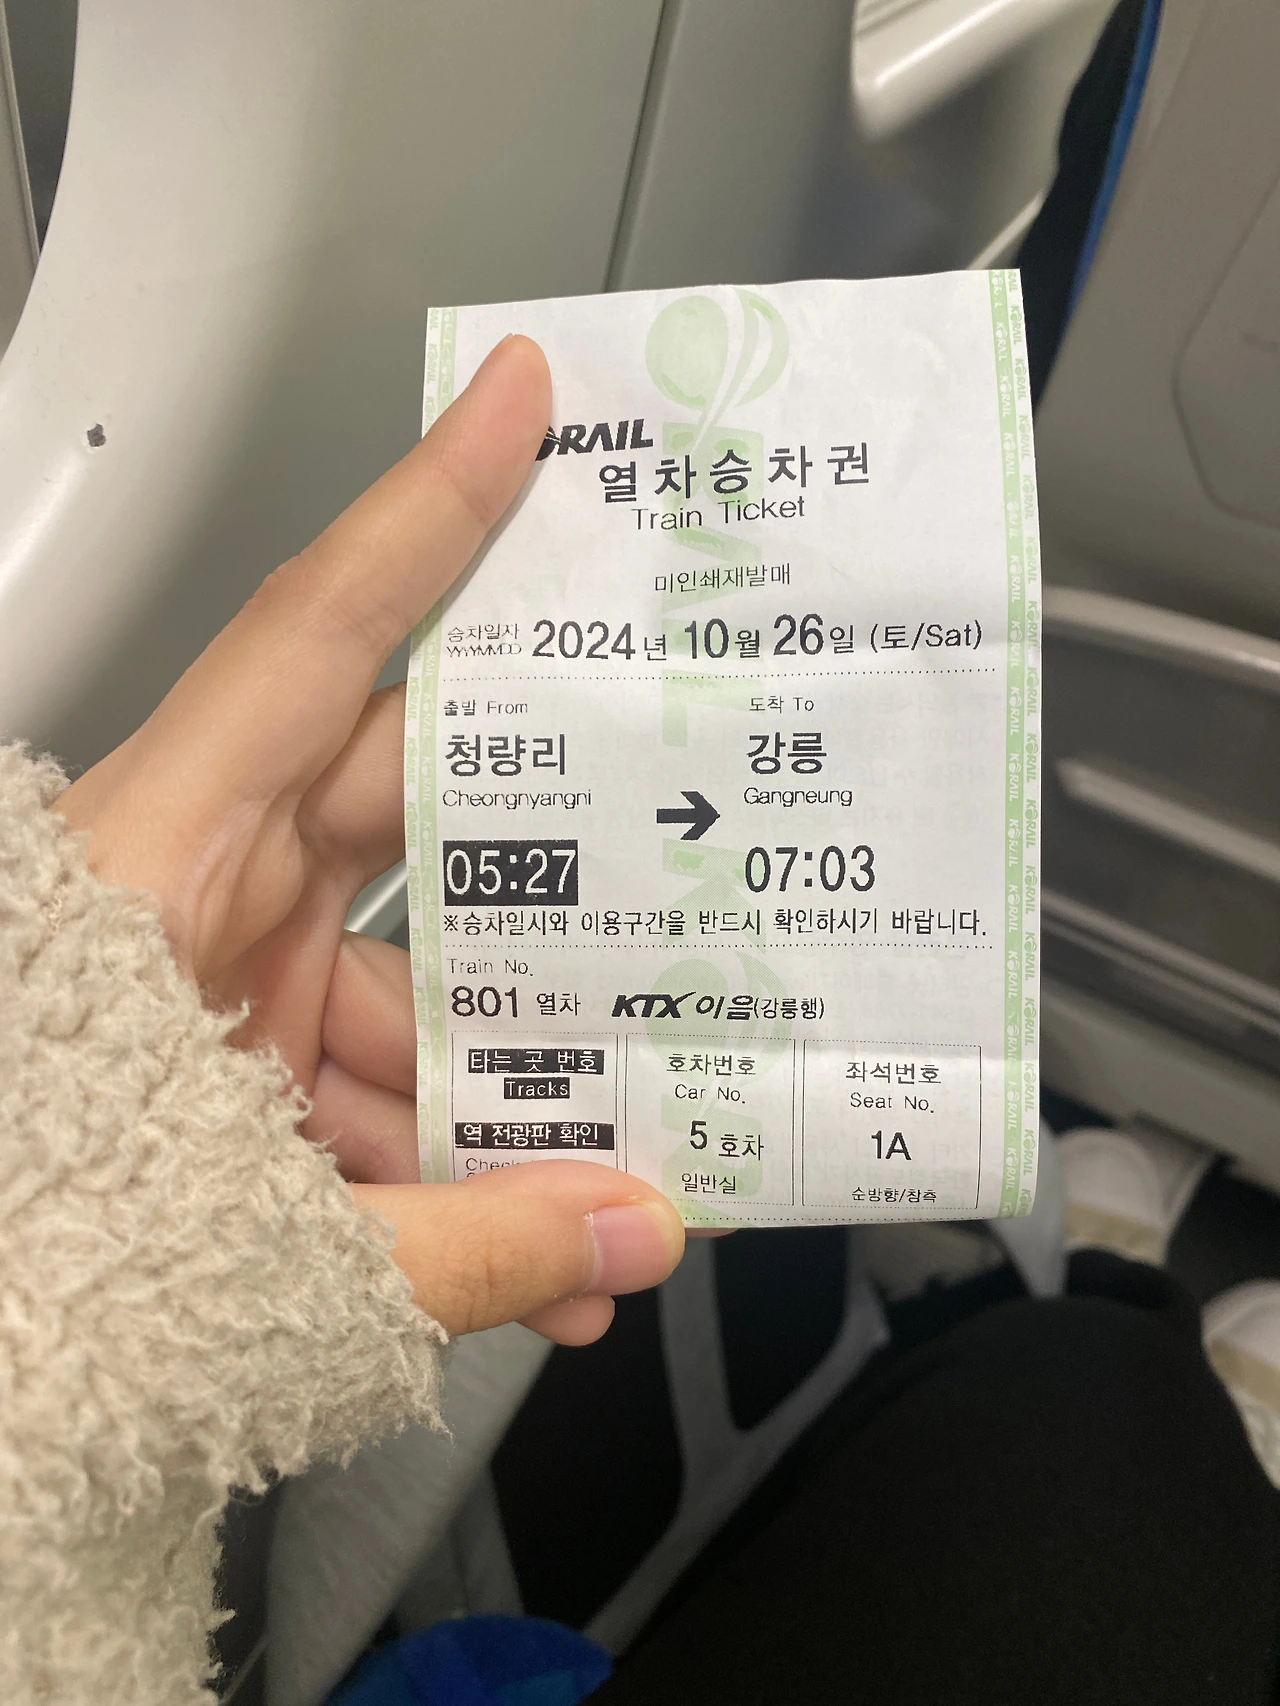 KORAIL
열차승차권
Train Ticket
미인쇄재발매
승차일자 2024년 10월 26일 (토/Sat)
YYYYMMDD
출발 From 도착 To
청량리 → 강릉
Cheongnyangni Gangneung
05:27 07:03
※승차일시와 이용구간을 반드시 확인하시기 바랍니다.
Train No.
801 열차 KTX 이음(강릉행)
타는 곳 번호 호차번호 좌석번호
Tracks Car No. Seat No.
역 전광판 확인 5 호차 1A
일반실 순방향/창측